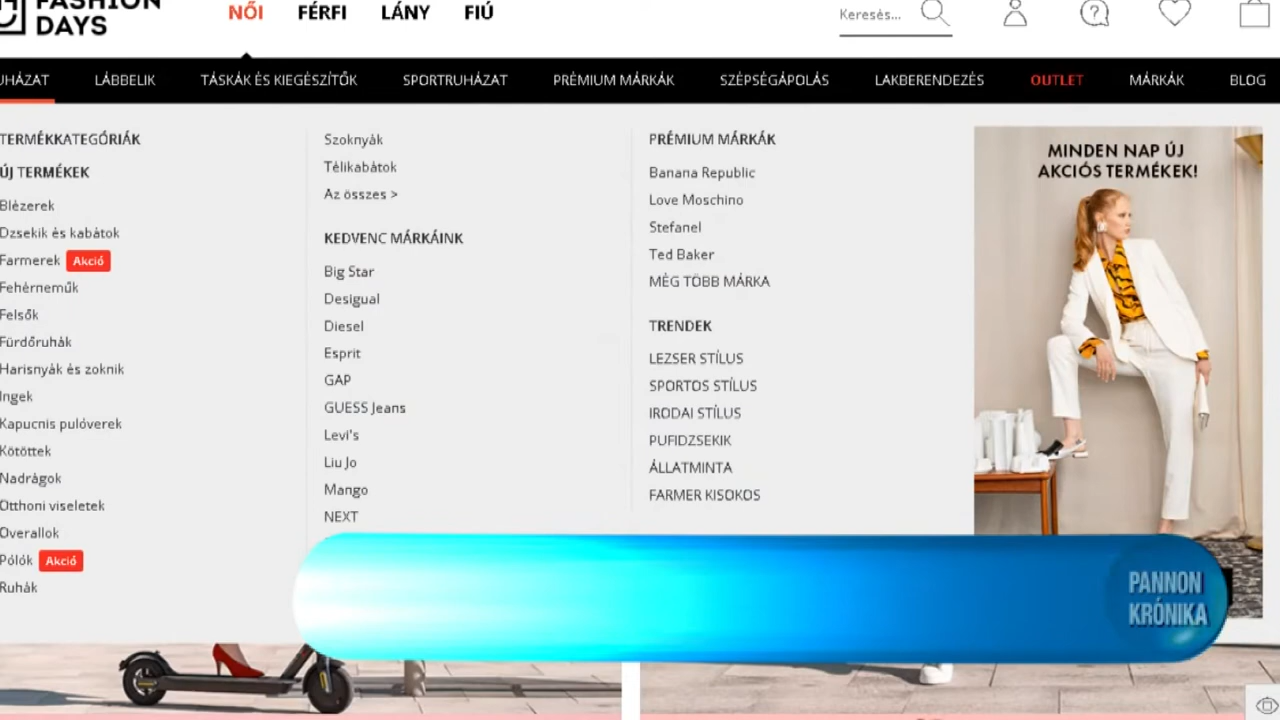 FASHION
DAYS
NŐI FÉRFI LÁNY FIÚ
Keresés...
LÁBBELIK TÁSKÁK ÉS KIEGÉSZÍTŐK SPORTRUHÁZAT PRÉMIUM MÁRKÁK SZÉPSÉGÁPOLÁS LAKBERENDEZÉS OUTLET MÁRKÁK BLOG
TERMÉKKATEGÓRIÁK
ÚJ TERMÉKEK
Blézerek
Dzsekik és kabátok
Farmerek Akció
Fehérneműk
Felsők
Fürdőruhák
Harisnyák és zoknik
Ingek
Kapucnis pulóverek
Kötöttek
Nadrágok
Otthoni viseletek
Overallok
Pólók Akció
Ruhák
Szoknyák
Télikabátok
Az összes >
KEDVENC MÁRKÁINK
Big Star
Desigual
Diesel
Esprit
GAP
GUESS Jeans
Levi's
Liu Jo
Mango
NEXT
PRÉMIUM MÁRKÁK
Banana Republic
Love Moschino
Stefanel
Ted Baker
MÉG TÖBB MÁRKA
TRENDEK
LEZSER STÍLUS
SPORTOS STÍLUS
IRODAI STÍLUS
PUFIDZSEKIK
ÁLLATMINTA
FARMER KISOKOS
MINDEN NAP ÚJ
AKCIÓS TERMÉKEK!
PANNON
KRÓNIKA